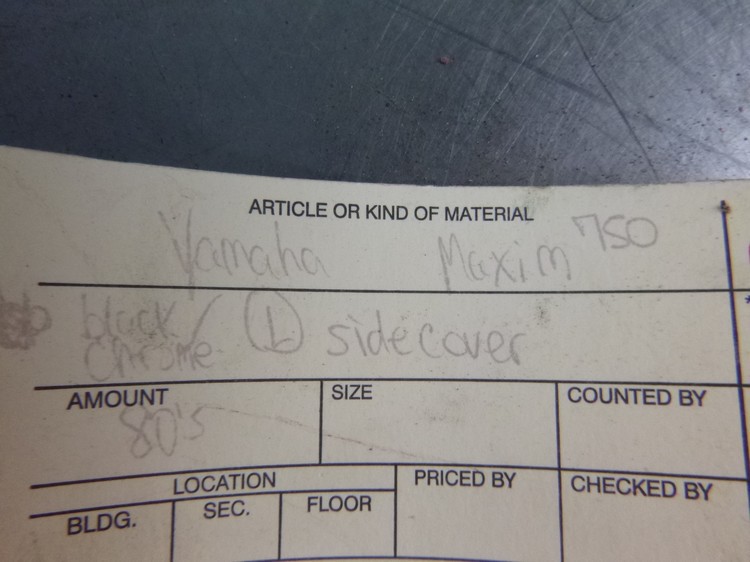 ARTICLE OR KIND OF MATERIAL
Yamaha Maxim 750
black/ (L) side cover
chrome
AMOUNT SIZE COUNTED BY
80's
LOCATION PRICED BY CHECKED BY
BLDG. SEC. FLOOR